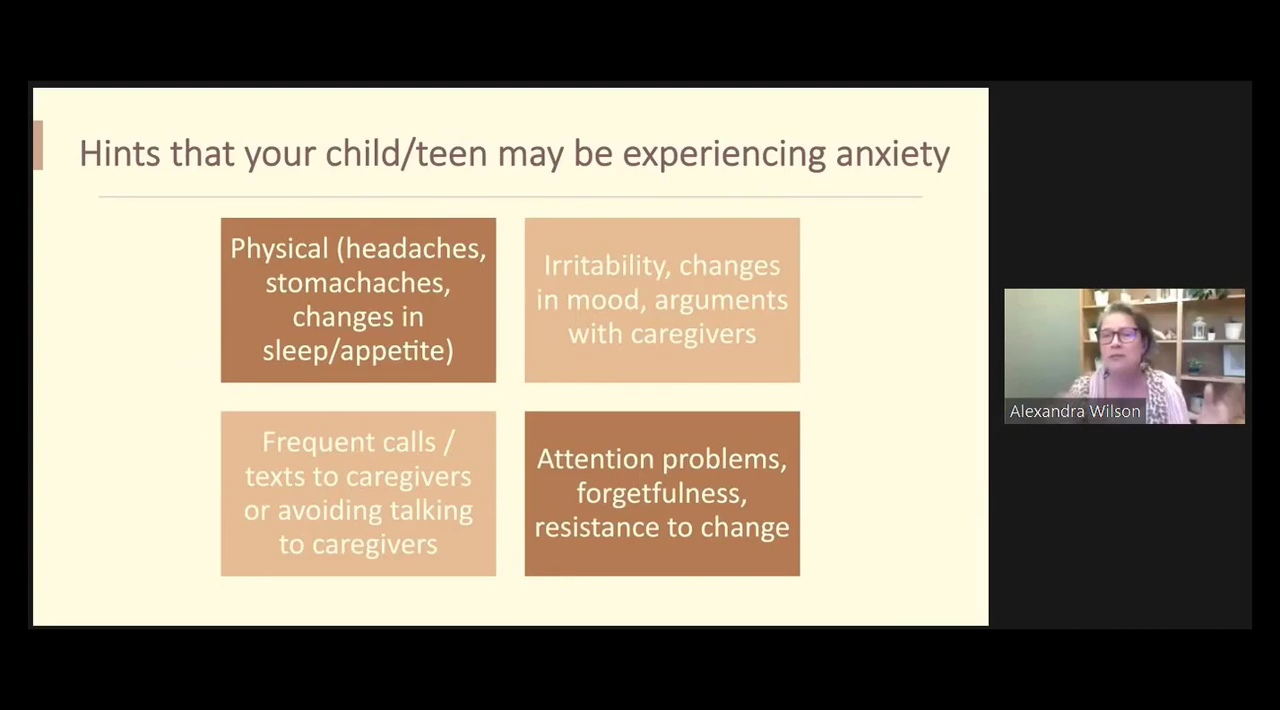 Hints that your child/teen may be experiencing anxiety
Physical (headaches,
stomachaches,
changes in
sleep/appetite)
Irritability, changes
in mood, arguments
with caregivers
Frequent calls /
texts to caregivers
or avoiding talking
to caregivers
Attention problems,
forgetfulness,
resistance to change
Alexandra Wilson